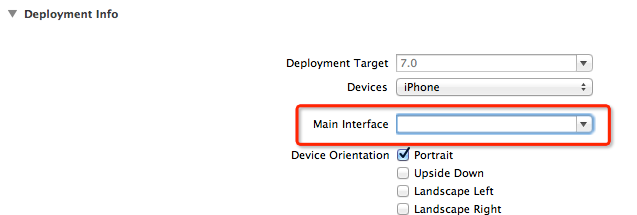 Deployment Info
Deployment Target 7.0
Devices iPhone
Main Interface
Device Orientation Portrait
Upside Down
Landscape Left
Landscape Right